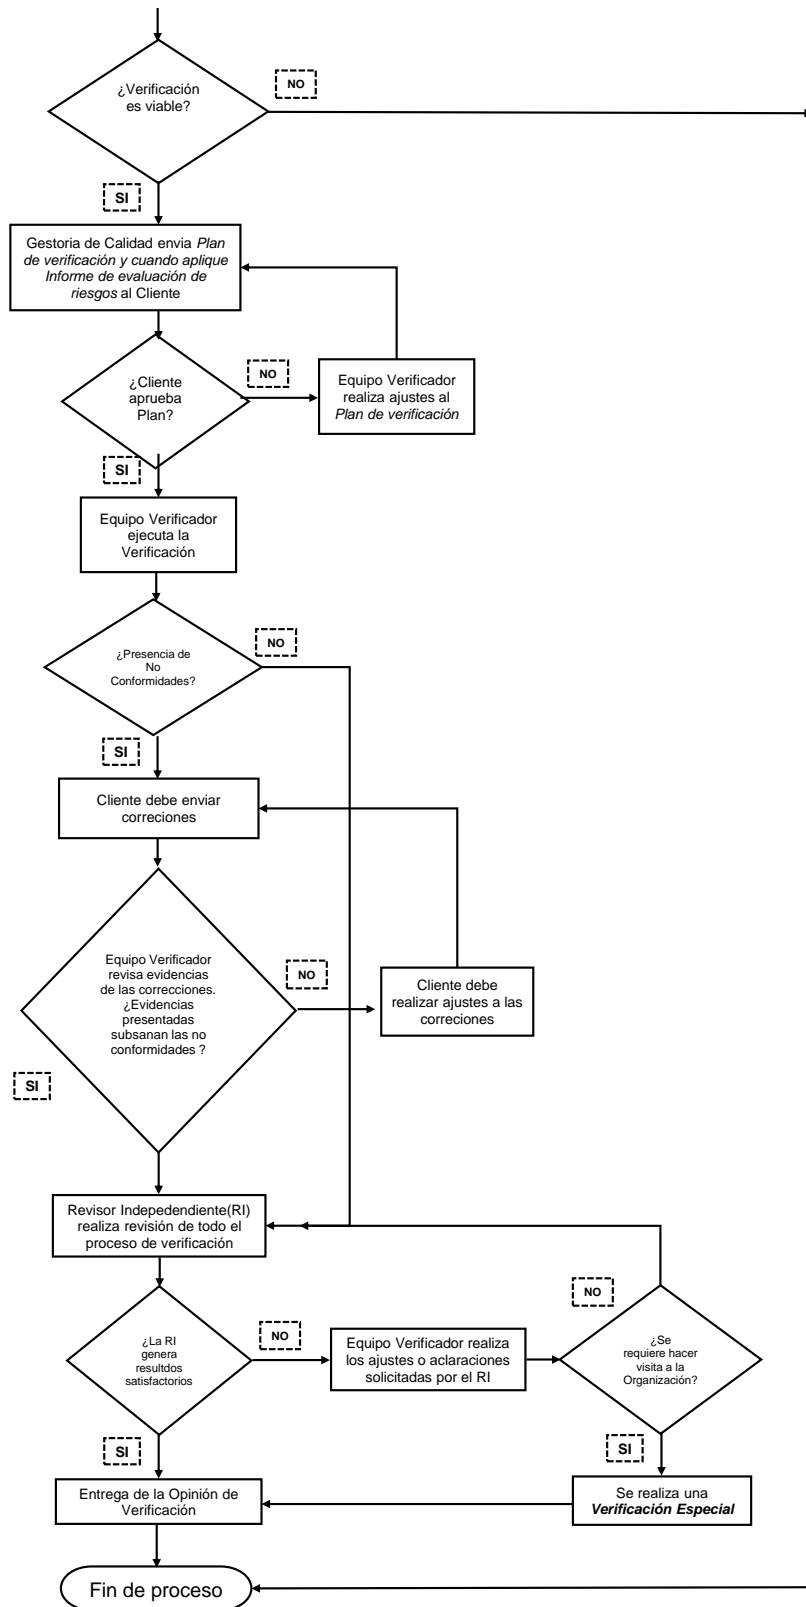 ¿Verificación
es viable?
NO
SI
Gestoria de Calidad envia Plan
de verificación y cuando aplique
Informe de evaluación de
riesgos al Cliente
¿Cliente
aprueba
Plan?
NO
Equipo Verificador
realiza ajustes al
Plan de verificación
SI
Equipo Verificador
ejecuta la
Verificación
¿Presencia de
No
Conformidades?
NO
SI
Cliente debe enviar
correciones
Equipo Verificador
revisa evidencias
de las correcciones.
¿Evidencias
presentadas
subsanan las no
conformidades ?
NO
Cliente debe
realizar ajustes a las
correciones
SI
Revisor Indepedendiente(RI)
realiza revisión de todo el
proceso de verificación
¿La RI
genera
resultdos
satisfactorios
NO
Equipo Verificador realiza
los ajustes o aclaraciones
solicitadas por el RI
NO
¿Se
requiere hacer
visita a la
Organización?
SI
SI
Entrega de la Opinión de
Verificación
Se realiza una
Verificación Especial
Fin de proceso